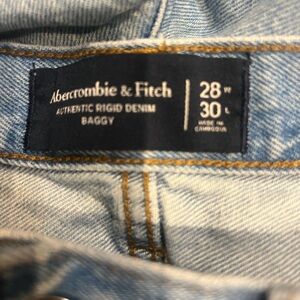 Abercrombie & Fitch
AUTHENTIC RIGID DENIM
BAGGY
28 W
30 L
MADE IN
CAMBODIA